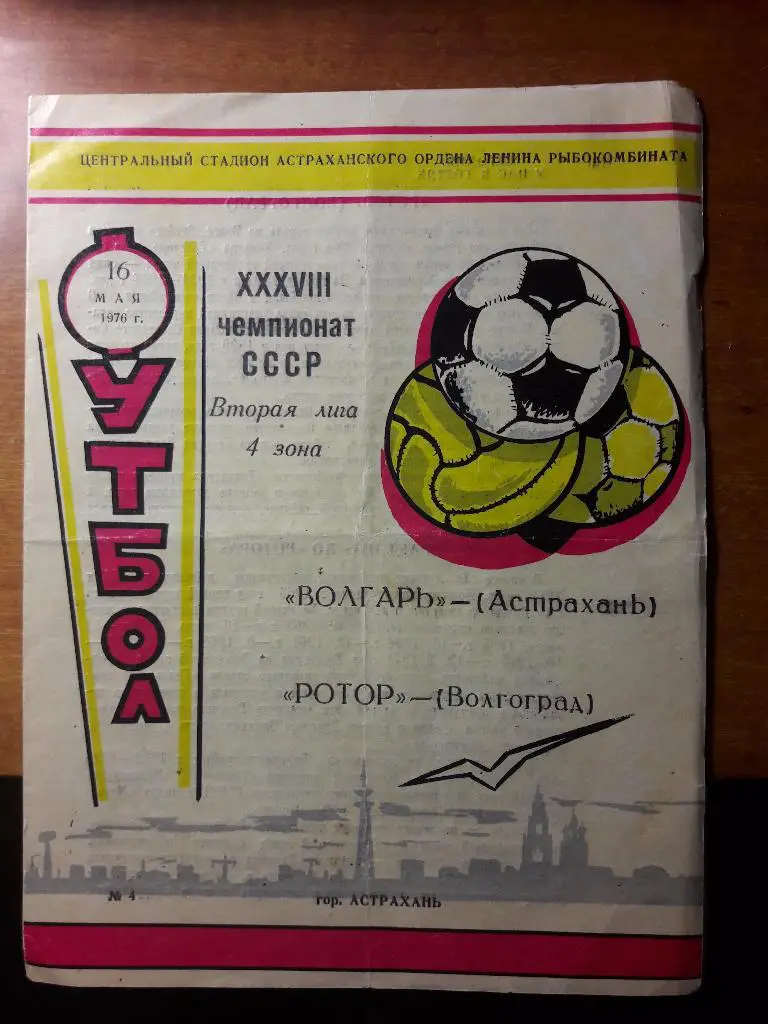 ЦЕНТРАЛЬНЫЙ СТАДИОН АСТРАХАНСКОГО ОРДЕНА ЛЕНИНА РЫБОКОМБИНАТА
16
МАЯ
1976 г.
ФУТБОЛ
XXXVIII
чемпионат
СССР
Вторая лига
4 зона
«ВОЛГАРЬ»—(Астрахань)
«РОТОР»—(Волгоград)
№ 4
гор. АСТРАХАНЬ